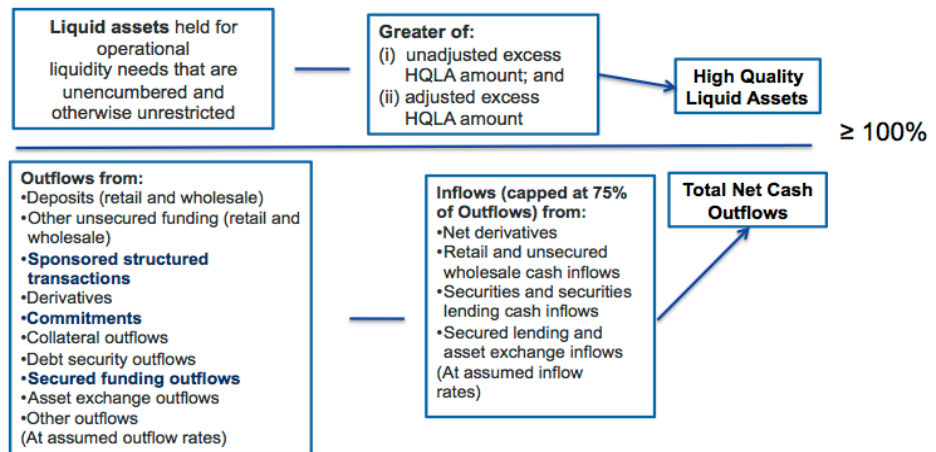 Liquid assets held for
operational
liquidity needs that are
unencumbered and
otherwise unrestricted
Greater of:
(i) unadjusted excess
HQLA amount; and
(ii) adjusted excess
HQLA amount
High Quality
Liquid Assets
≥ 100%
Outflows from:
•Deposits (retail and wholesale)
•Other unsecured funding (retail and
wholesale)
•Sponsored structured
transactions
•Derivatives
•Commitments
•Collateral outflows
•Debt security outflows
•Secured funding outflows
•Asset exchange outflows
•Other outflows
(At assumed outflow rates)
Inflows (capped at 75%
of Outflows) from:
•Net derivatives
•Retail and unsecured
wholesale cash inflows
•Securities and securities
lending cash inflows
•Secured lending and
asset exchange inflows
(At assumed inflow
rates)
Total Net Cash
Outflows